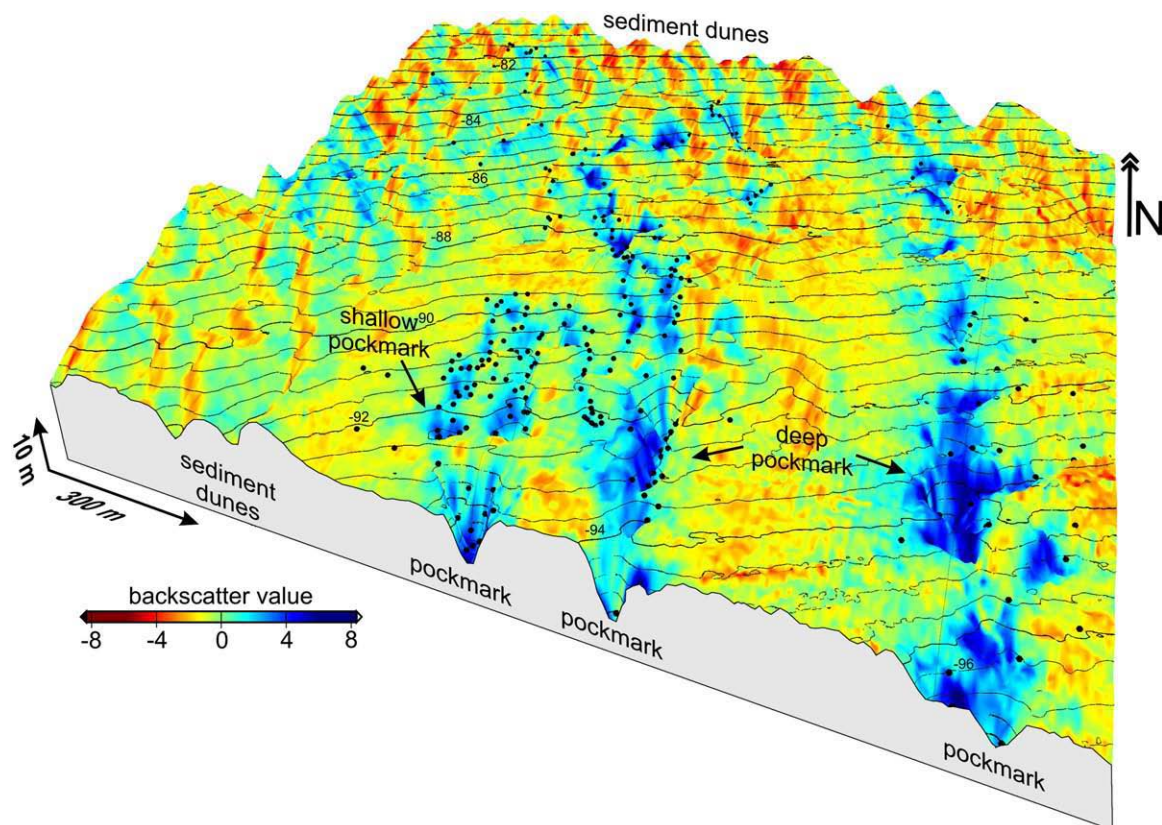 sediment dunes
-82
-84
-86
-88
N
shallow
90
pockmark
-92
deep
pockmark
10 m
300 m
sediment
dunes
-94
pockmark
backscatter value
-8 -4 0 4 8
pockmark
-96
pockmark